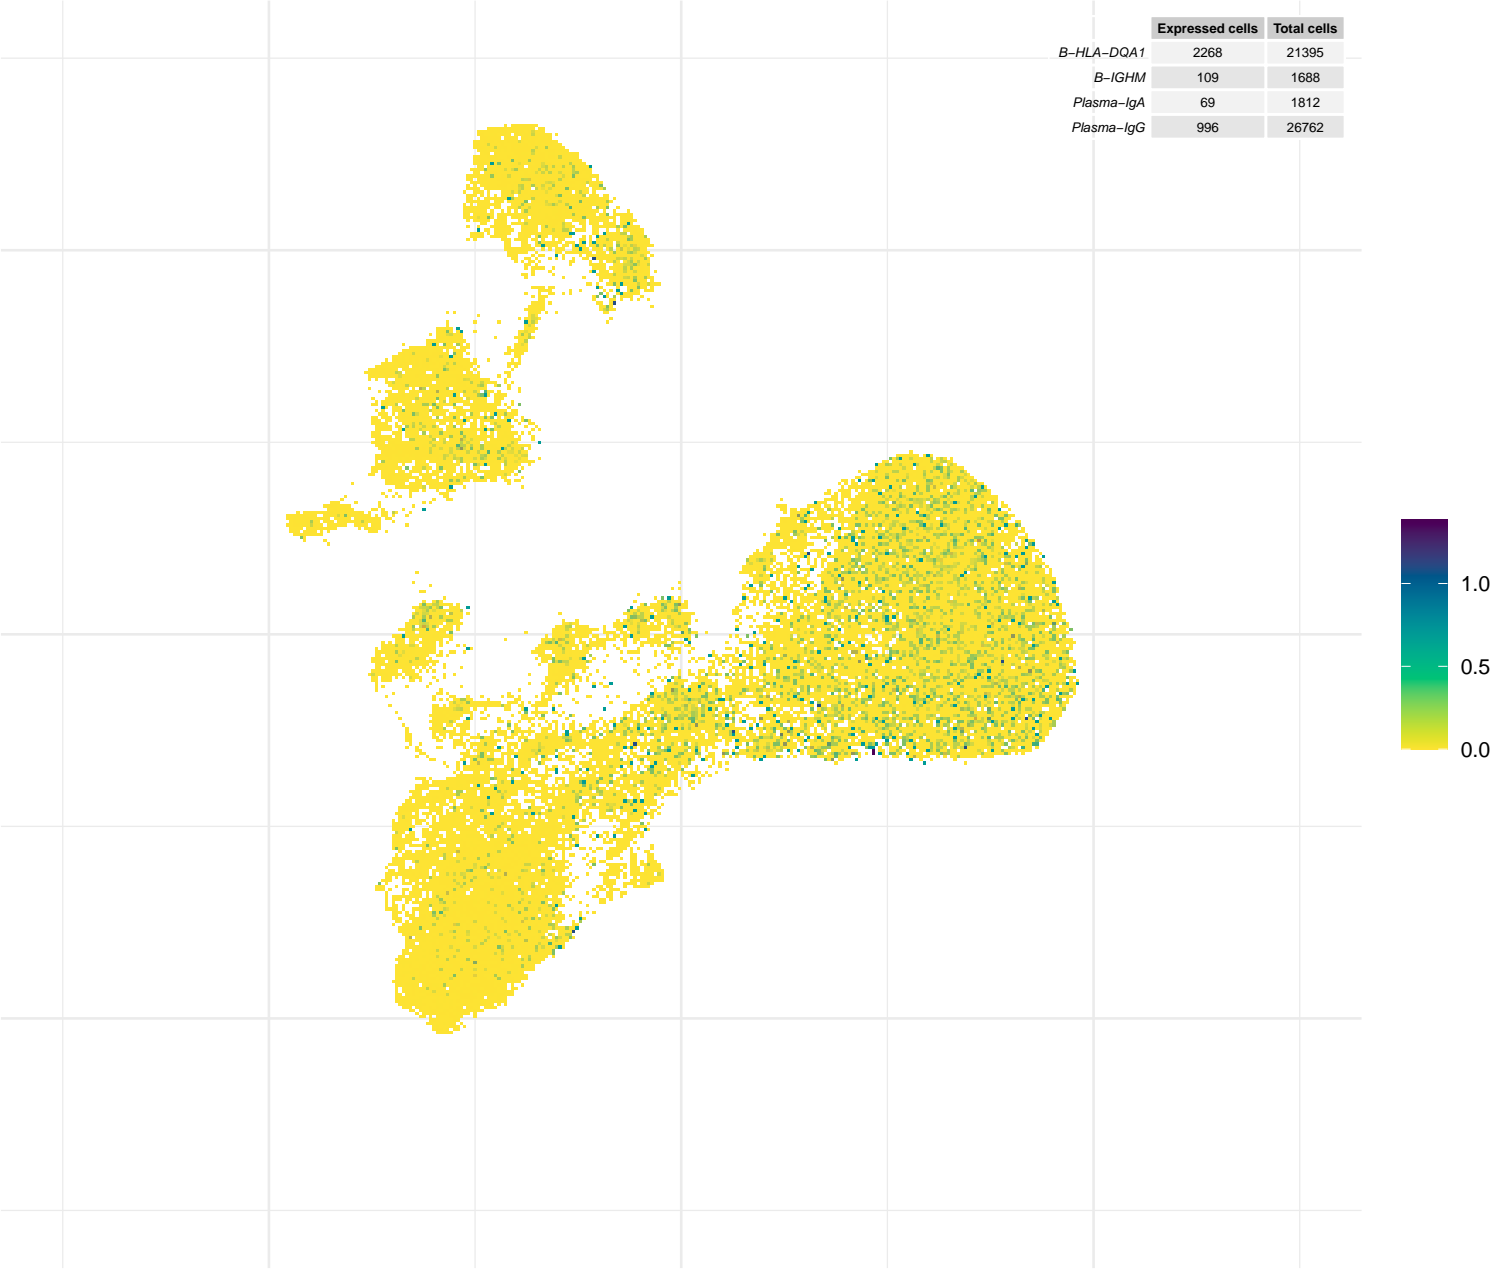 Expressed cells Total cells
B−HLA−DQA1 2268 21395
B−IGHM 109 1688
Plasma−IgA 69 1812
Plasma−IgG 996 26762
1.0
0.5
0.0